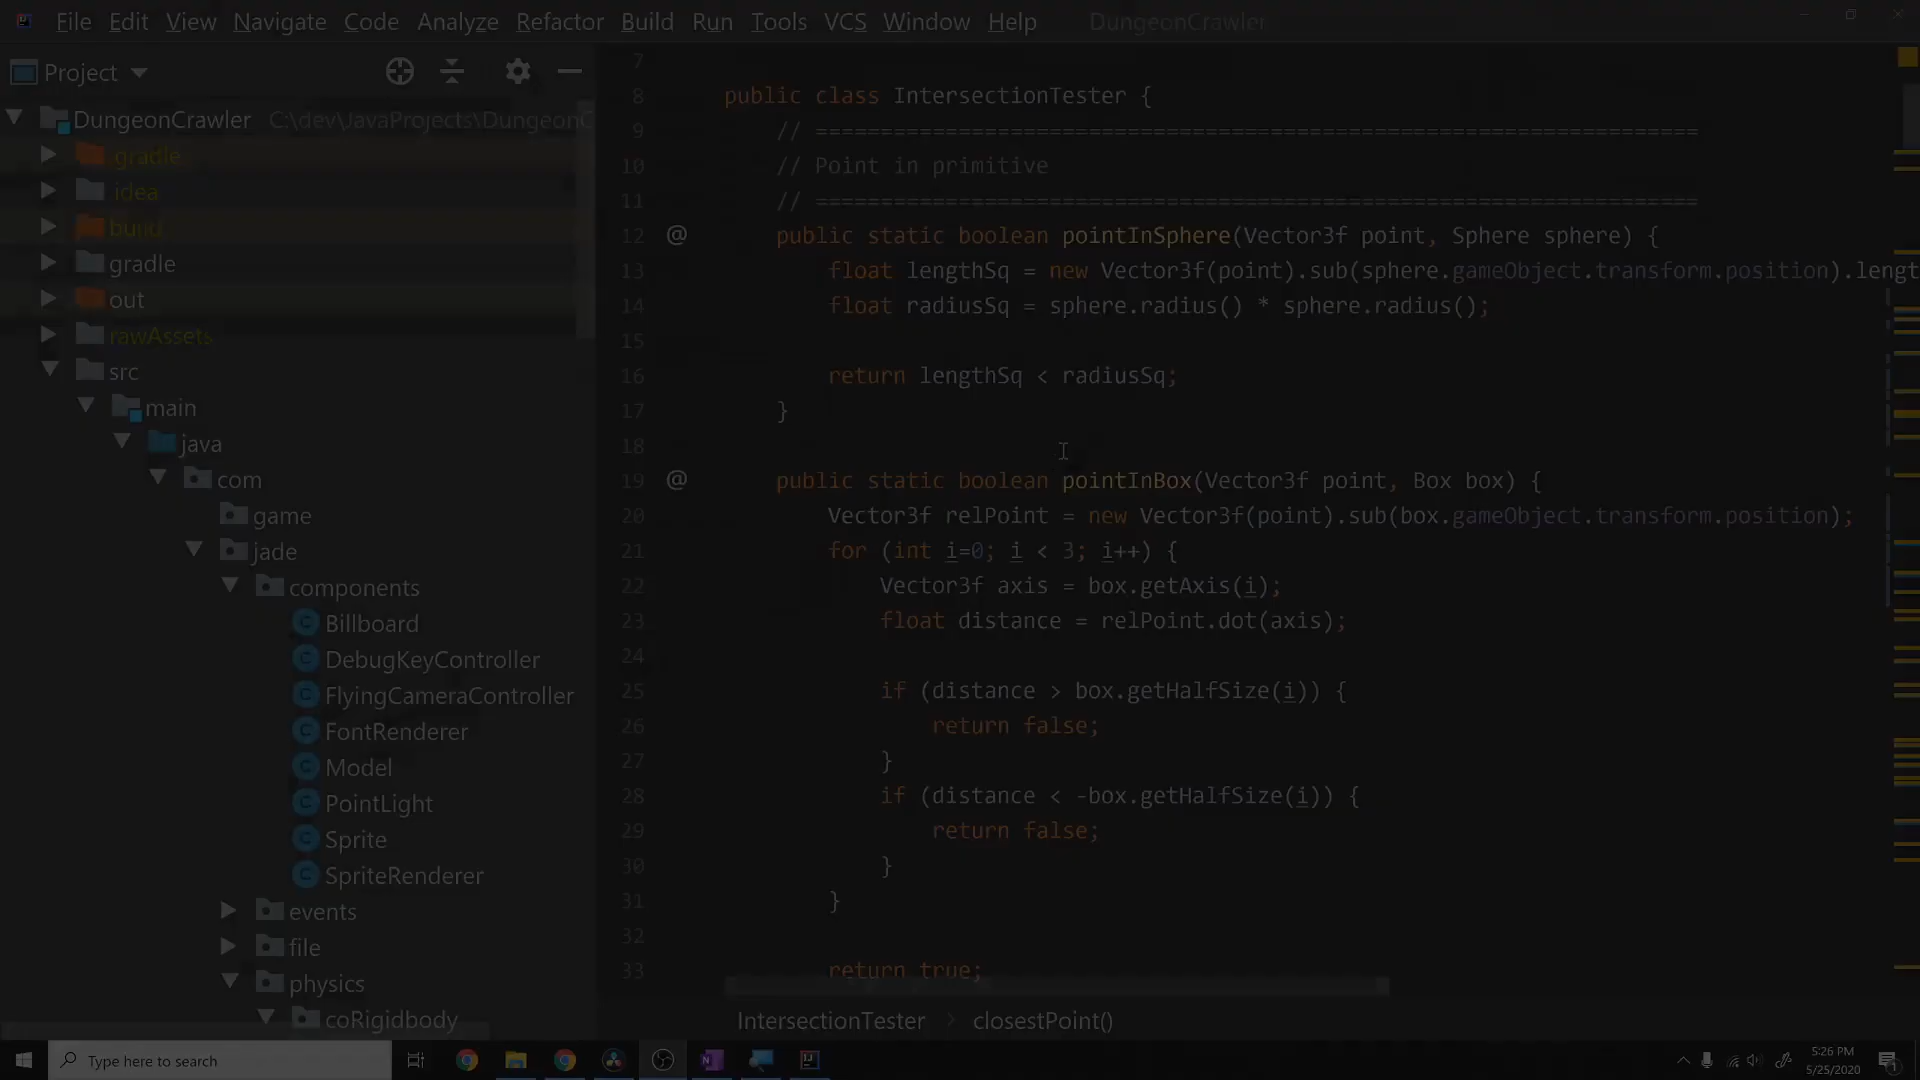 File Edit View Navigate Code Analyze Refactor Build Run Tools VCS Window Help DungeonCrawler
Project
DungeonCrawler C:\dev\JavaProjects\DungeonC
.gradle
.idea
build
gradle
out
rawAssets
src
main
java
com
game
jade
components
Billboard
DebugKeyController
FlyingCameraController
FontRenderer
Model
PointLight
Sprite
SpriteRenderer
events
file
physics
coRigidbody
7
8 public class IntersectionTester {
9 // ====================================================================
10 // Point in primitive
11 // ====================================================================
12 @ public static boolean pointInSphere(Vector3f point, Sphere sphere) {
13 float lengthSq = new Vector3f(point).sub(sphere.gameObject.transform.position).lengt
14 float radiusSq = sphere.radius() * sphere.radius();
15
16 return lengthSq < radiusSq;
17 }
18
19 @ public static boolean pointInBox(Vector3f point, Box box) {
20 Vector3f relPoint = new Vector3f(point).sub(box.gameObject.transform.position);
21 for (int i=0; i < 3; i++) {
22 Vector3f axis = box.getAxis(i);
23 float distance = relPoint.dot(axis);
24
25 if (distance > box.getHalfSize(i)) {
26 return false;
27 }
28 if (distance < -box.getHalfSize(i)) {
29 return false;
30 }
31 }
32
33 return true;
IntersectionTester > closestPoint()
Type here to search
5:26 PM
5/25/2020